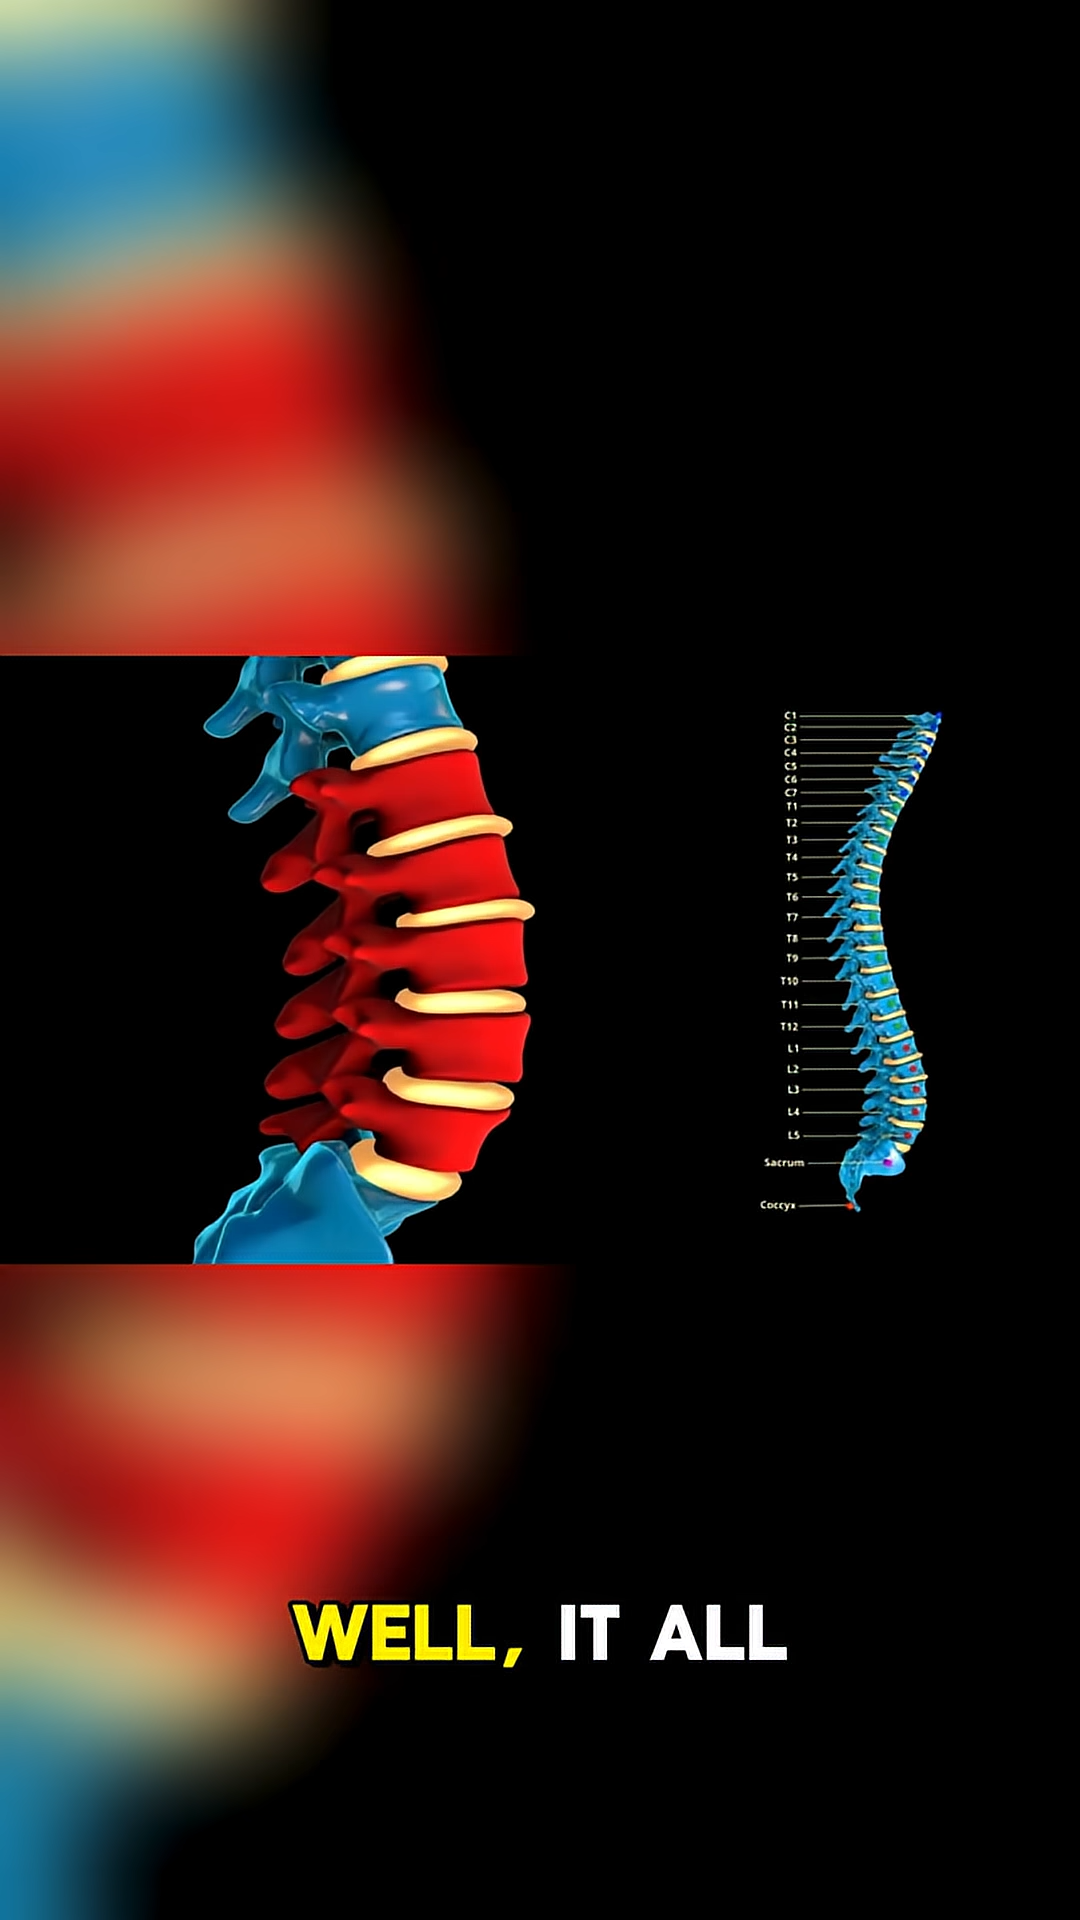 C1
C2
C3
C4
C5
C6
C7
T1
T2
T3
T4
T5
T6
T7
T8
T9
T10
T11
T12
L1
L2
L3
L4
L5
Sacrum
Coccyx
WELL, IT ALL